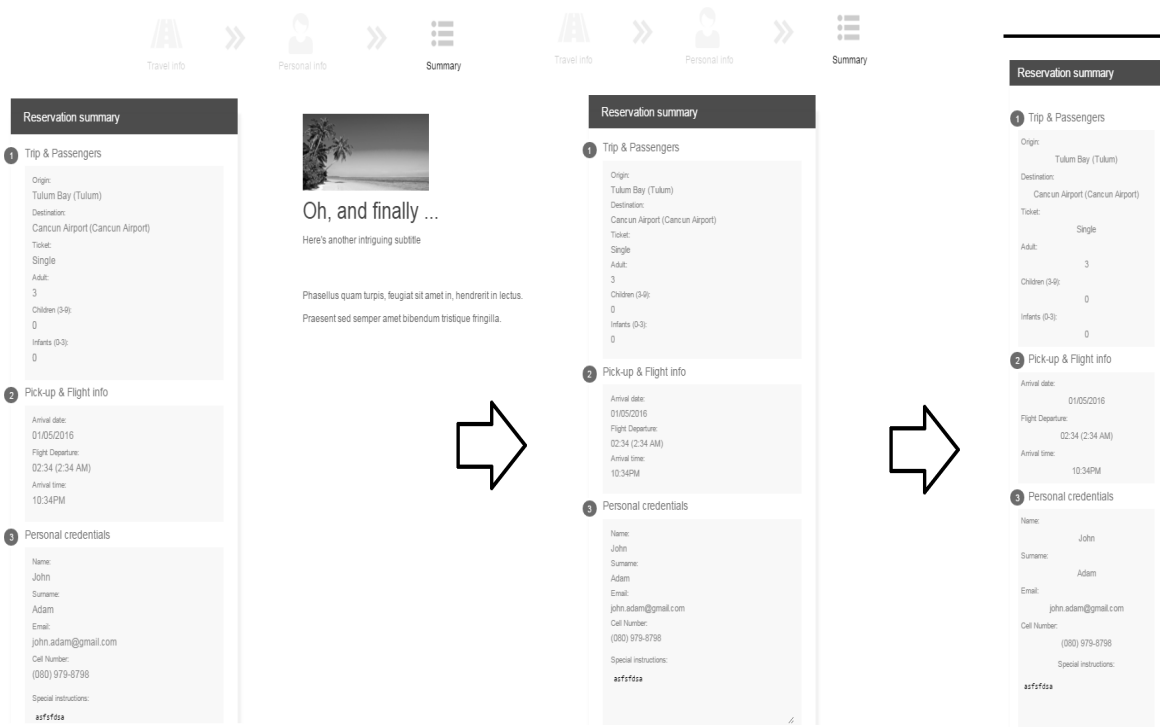 Travel info
Personal info
Summary
Reservation summary
1 Trip & Passengers
Origin:
Tulum Bay (Tulum)
Destination:
Cancun Airport (Cancun Airport)
Ticket:
Single
Adult:
3
Children (3-9):
0
Infants (0-3):
0
2 Pick-up & Flight info
Arrival date:
01/05/2016
Flight Departure:
02:34 (2:34 AM)
Arrival time:
10:34PM
3 Personal credentials
Name:
John
Surname:
Adam
Email:
john.adam@gmail.com
Cell Number:
(080) 979-8798
Special instructions:
asfsfdsa
Oh, and finally ...
Here's another intriguing subtitle
Phasellus quam turpis, feugiat sit amet in, hendrerit in lectus.
Praesent sed semper amet bibendum tristique fringilla.
Travel info
Personal info
Summary
Reservation summary
1 Trip & Passengers
Origin:
Tulum Bay (Tulum)
Destination:
Cancun Airport (Cancun Airport)
Ticket:
Single
Adult:
3
Children (3-9):
0
Infants (0-3):
0
2 Pick-up & Flight info
Arrival date:
01/05/2016
Flight Departure:
02:34 (2:34 AM)
Arrival time:
10:34PM
3 Personal credentials
Name:
John
Surname:
Adam
Email:
john.adam@gmail.com
Cell Number:
(080) 979-8798
Special instructions:
asfsfdsa
Reservation summary
1 Trip & Passengers
Origin:
Tulum Bay (Tulum)
Destination:
Cancun Airport (Cancun Airport)
Ticket:
Single
Adult:
3
Children (3-9):
0
Infants (0-3):
0
2 Pick-up & Flight info
Arrival date:
01/05/2016
Flight Departure:
02:34 (2:34 AM)
Arrival time:
10:34PM
3 Personal credentials
Name:
John
Surname:
Adam
Email:
john.adam@gmail.com
Cell Number:
(080) 979-8798
Special instructions:
asfsfdsa